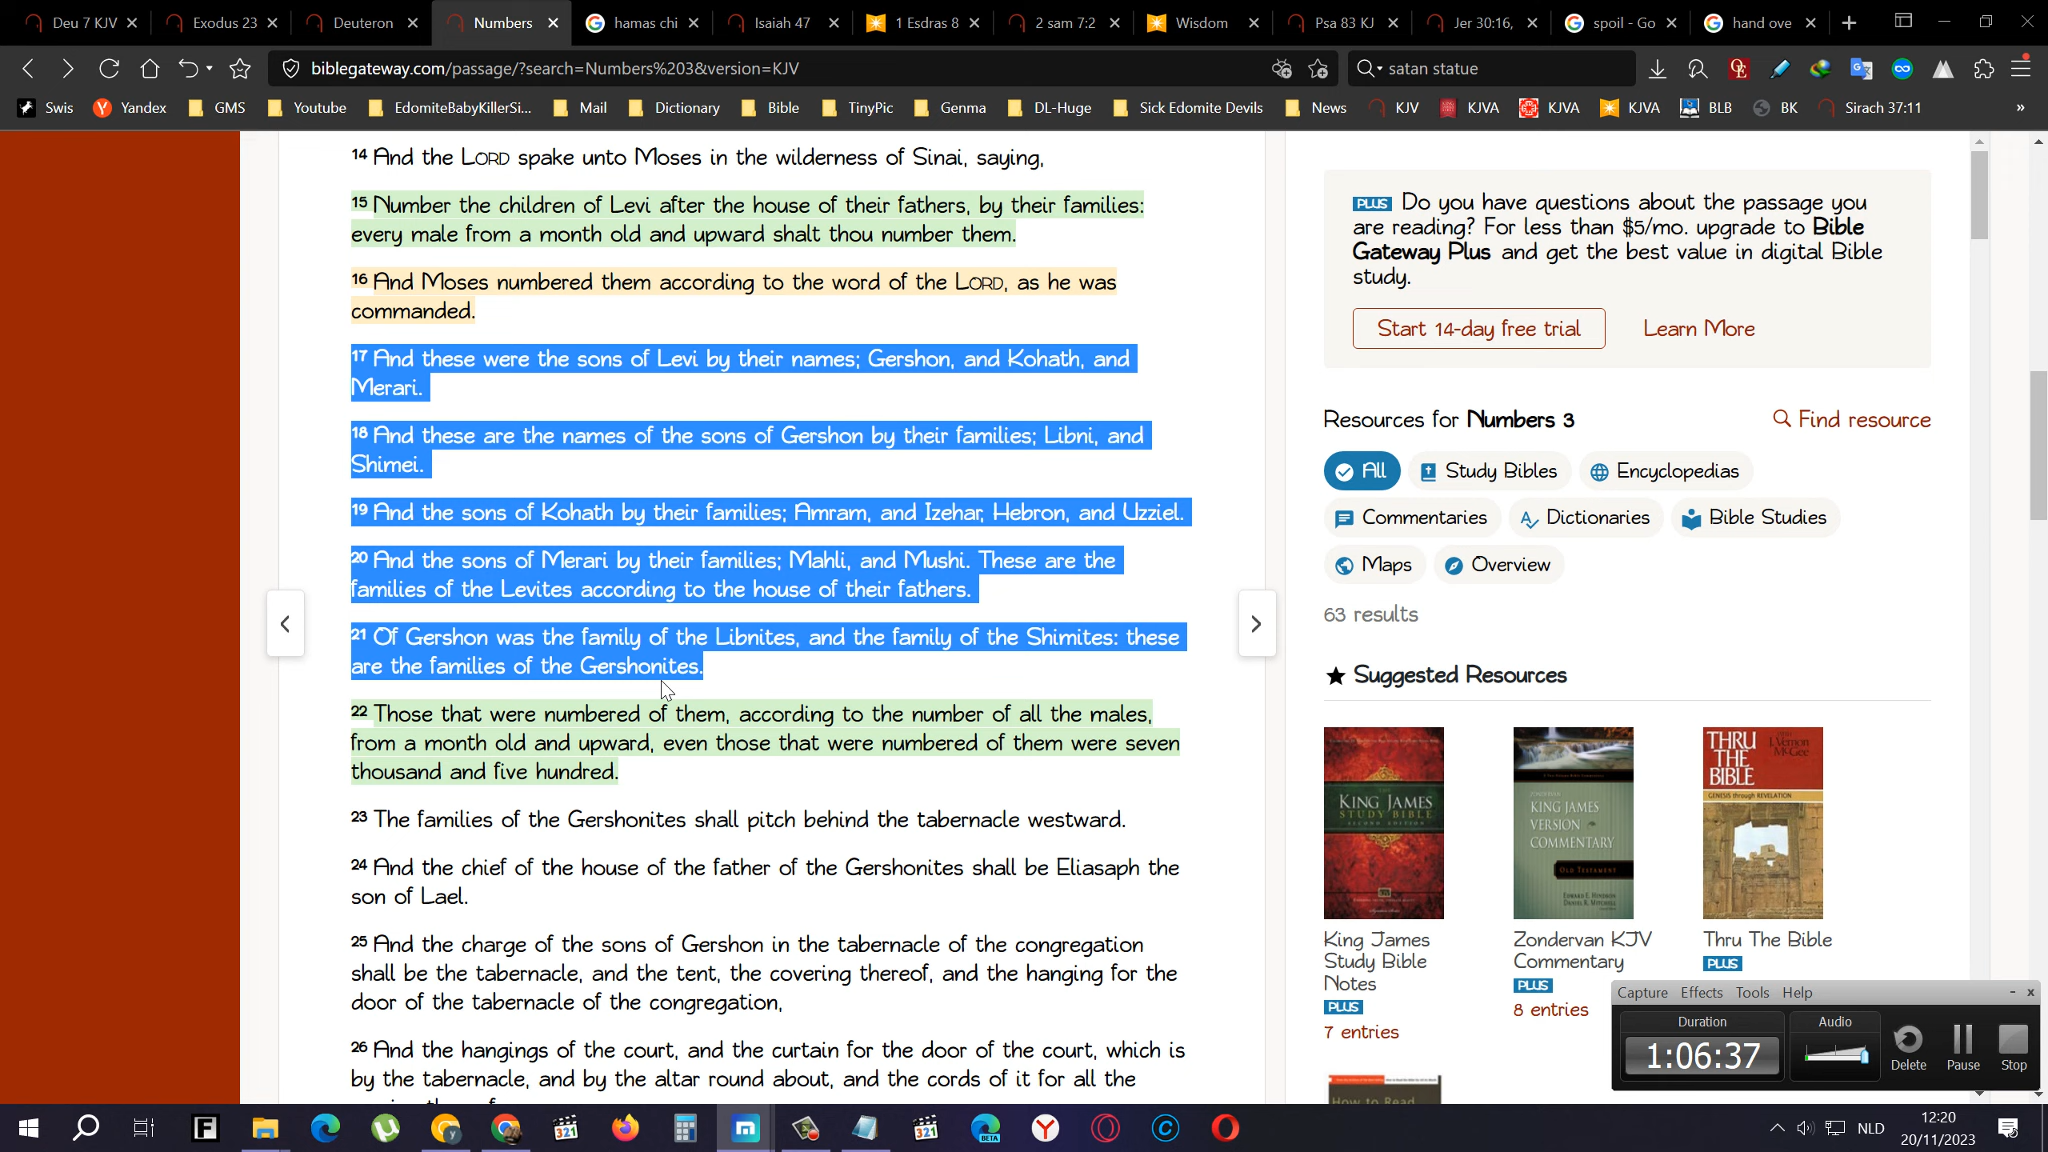 Deu 7 KJV
Exodus 23
Deuteron
Numbers
hamas chi
Isaiah 47
1 Esdras 8
2 sam 7:2
Wisdom
Psa 83 KJ
Jer 30:16,
spoil - Go
hand ove
biblegateway.com/passage/?search=Numbers%203&version=KJV
satan statue
Swis
Yandex
GMS
Youtube
EdomiteBabyKillerSi...
Mail
Dictionary
Bible
TinyPic
Genma
DL-Huge
Sick Edomite Devils
News
KJV
KJVA
KJVA
KJVA
BLB
BK
Sirach 37:11
»
14 And the LORD spake unto Moses in the wilderness of Sinai, saying,
15 Number the children of Levi after the house of their fathers, by their families:
every male from a month old and upward shalt thou number them.
16 And Moses numbered them according to the word of the LORD, as he was
commanded.
17 And these were the sons of Levi by their names; Gershon, and Kohath, and
Merari.
18 And these are the names of the sons of Gershon by their families; Libni, and
Shimei.
19 And the sons of Kohath by their families; Amram, and Izehar, Hebron, and Uzziel.
20 And the sons of Merari by their families; Mahli, and Mushi. These are the
families of the Levites according to the house of their fathers.
21 Of Gershon was the family of the Libnites, and the family of the Shimites: these
are the families of the Gershonites.
22 Those that were numbered of them, according to the number of all the males,
from a month old and upward, even those that were numbered of them were seven
thousand and five hundred.
23 The families of the Gershonites shall pitch behind the tabernacle westward.
24 And the chief of the house of the father of the Gershonites shall be Eliasaph the
son of Lael.
25 And the charge of the sons of Gershon in the tabernacle of the congregation
shall be the tabernacle, and the tent, the covering thereof, and the hanging for the
door of the tabernacle of the congregation,
26 And the hangings of the court, and the curtain for the door of the court, which is
by the tabernacle, and by the altar round about, and the cords of it for all the
PLUS Do you have questions about the passage you
are reading? For less than $5/mo. upgrade to Bible
Gateway Plus and get the best value in digital Bible
study.
Start 14-day free trial
Learn More
Resources for Numbers 3
Find resource
All
Study Bibles
Encyclopedias
Commentaries
Dictionaries
Bible Studies
Maps
Overview
63 results
Suggested Resources
KING JAMES
STUDY BIBLE
SECOND EDITION
KING JAMES
VERSION
COMMENTARY
OLD TESTAMENT
THRU
THE
BIBLE
J. Vernon
McGee
GENESIS through REVELATION
King James
Study Bible
Notes
PLUS
7 entries
Zondervan KJV
Commentary
PLUS
8 entries
Thru The Bible
PLUS
How to Read
Capture
Effects
Tools
Help
Duration
1:06:37
Audio
Delete
Pause
Stop
321
321
BETA
NLD
12:20
20/11/2023